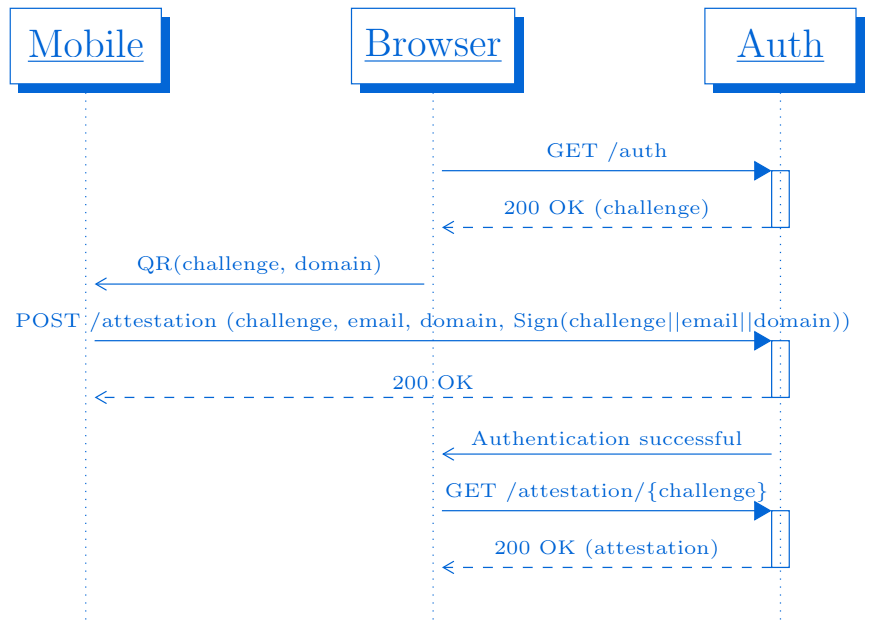 Mobile
Browser
Auth
GET /auth
200 OK (challenge)
QR(challenge, domain)
POST /attestation (challenge, email, domain, Sign(challenge||email||domain))
200 OK
Authentication successful
GET /attestation/{challenge}
200 OK (attestation)